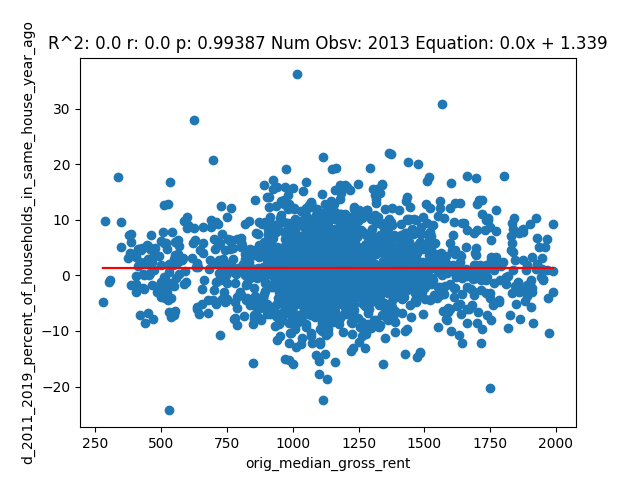 R^2: 0.0 r: 0.0 p: 0.99387 Num Obsv: 2013 Equation: 0.0x + 1.339
d_2011_2019_percent_of_households_in_same_house_year_ago
30
20
10
0
−10
−20
250 500 750 1000 1250 1500 1750 2000
orig_median_gross_rent